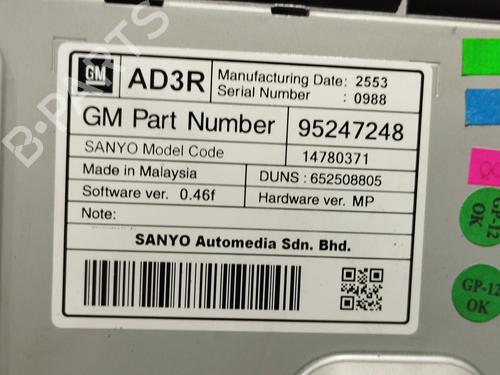 GM
AD3R
Manufacturing Date: 2553
Serial Number : 0988
GM Part Number 95247248
SANYO Model Code 14780371
Made in Malaysia DUNS : 652508805
Software ver. 0.46f Hardware ver. MP
Note:
SANYO Automedia Sdn. Bhd.
B-PARTS
OK
GP-12
OK